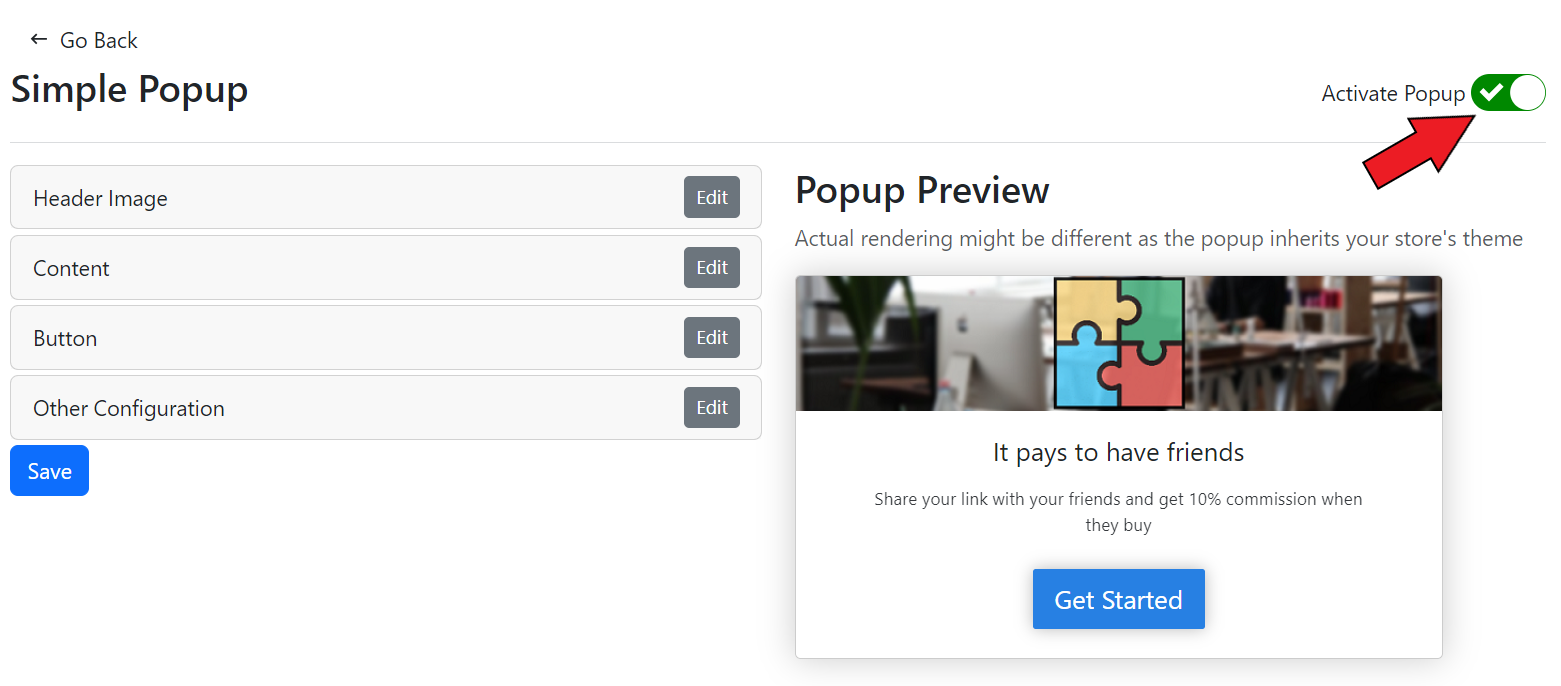 ← Go Back
Simple Popup
Activate Popup
Header Image
Edit
Content
Edit
Button
Edit
Other Configuration
Edit
Save
Popup Preview
Actual rendering might be different as the popup inherits your store's theme
It pays to have friends
Share your link with your friends and get 10% commission when
they buy
Get Started